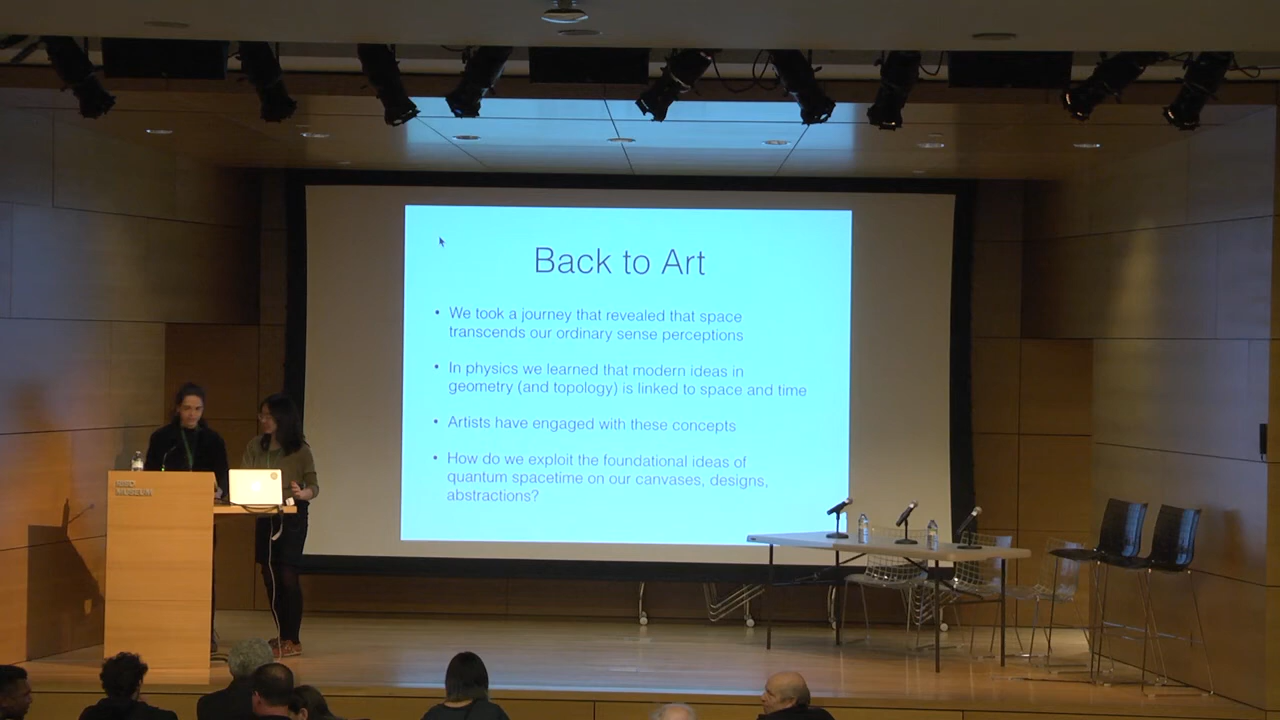 Back to Art
• We took a journey that revealed that space
transcends our ordinary sense perceptions
• In physics we learned that modern ideas in
geometry (and topology) is linked to space and time
• Artists have engaged with these concepts
• How do we exploit the foundational ideas of
quantum spacetime on our canvases, designs,
abstractions?
RISD
MUSEUM